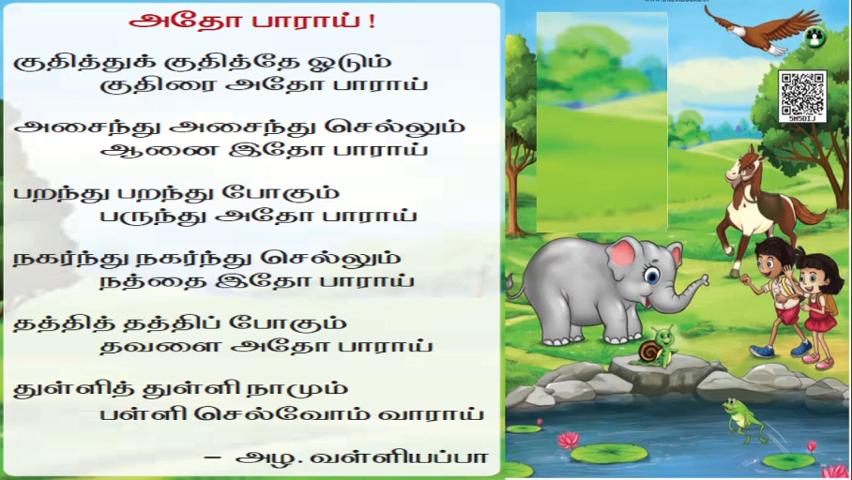 அதோ பாராய் !
குதித்துக் குதித்தே ஓடும்
குதிரை அதோ பாராய்
அசைந்து அசைந்து செல்லும்
ஆனை இதோ பாராய்
பறந்து பறந்து போகும்
பருந்து அதோ பாராய்
நகர்ந்து நகர்ந்து செல்லும்
நத்தை இதோ பாராய்
தத்தித் தத்திப் போகும்
தவளை அதோ பாராய்
துள்ளித் துள்ளி நாமும்
பள்ளி செல்வோம் வாராய்
– அழ. வள்ளியப்பா
5N5DIJ